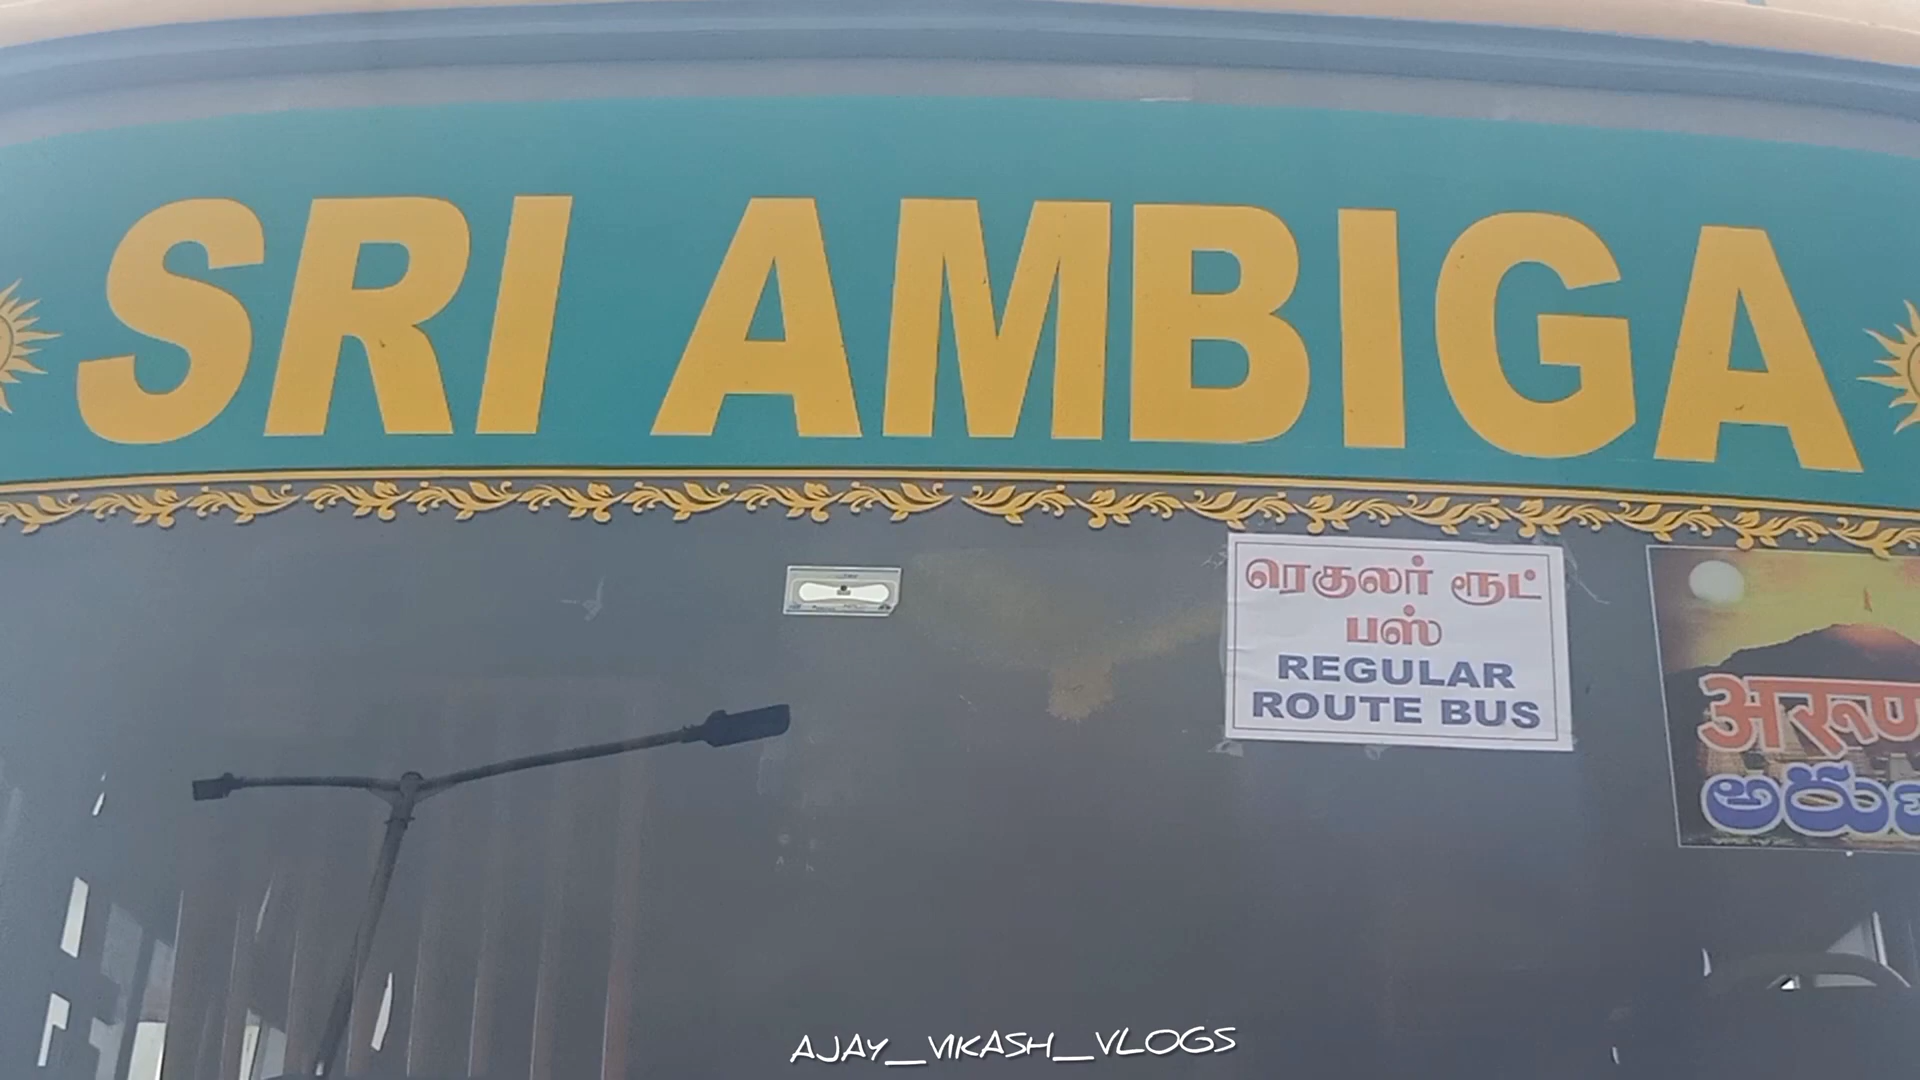 SRI AMBIGA
ரெகுலர் ரூட்
பஸ்
REGULAR
ROUTE BUS
AJAY_VIKASH_VLOGS